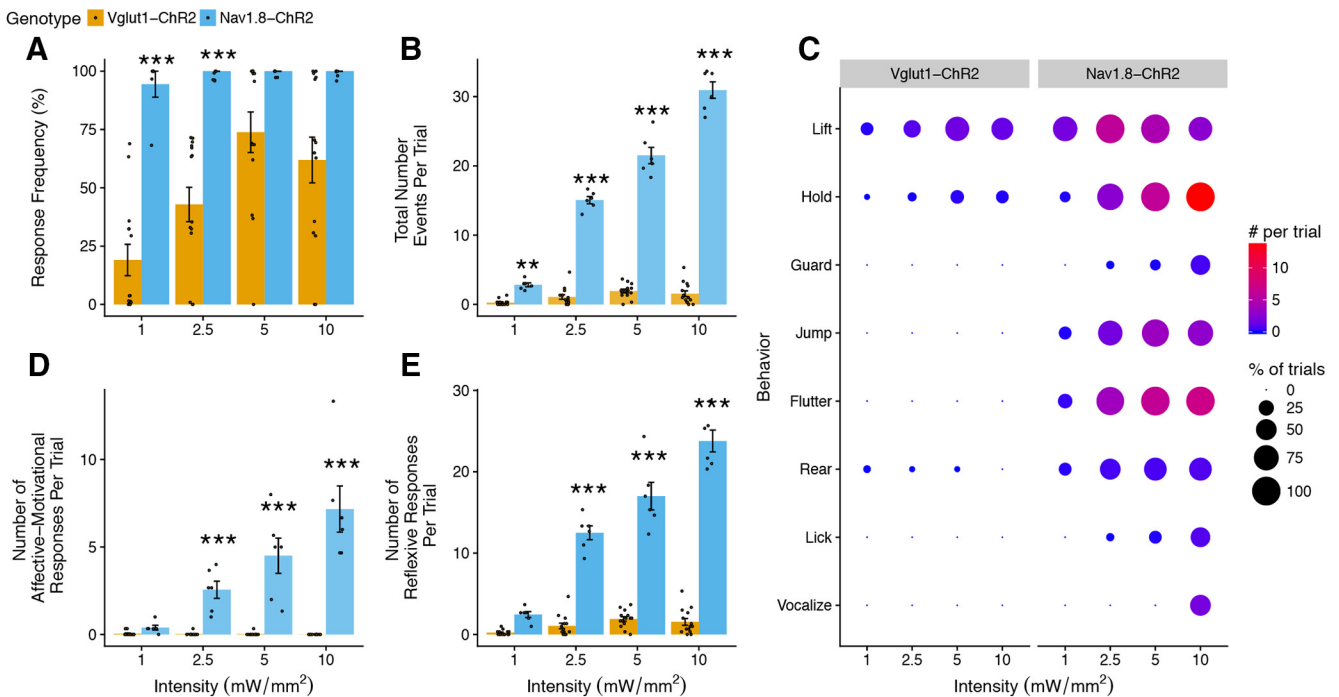 Genotype Vglut1–ChR2 Nav1.8–ChR2
A
Response Frequency (%)
100
75
50
25
0
*** ***
1 2.5 5 10
B
Total Number
Events Per Trial
30
20
10
0
** *** *** ***
1 2.5 5 10
C
Vglut1–ChR2 Nav1.8–ChR2
Behavior
Lift
Hold
Guard
Jump
Flutter
Rear
Lick
Vocalize
1 2.5 5 10 1 2.5 5 10
Intensity (mW/mm²)
# per trial
10
5
0
% of trials
0
25
50
75
100
D
Number of
Affective–Motivational
Responses Per Trial
10
5
0
*** *** ***
1 2.5 5 10
Intensity (mW/mm²)
E
Number of
Reflexive Responses
Per Trial
30
20
10
0
*** *** ***
1 2.5 5 10
Intensity (mW/mm²)